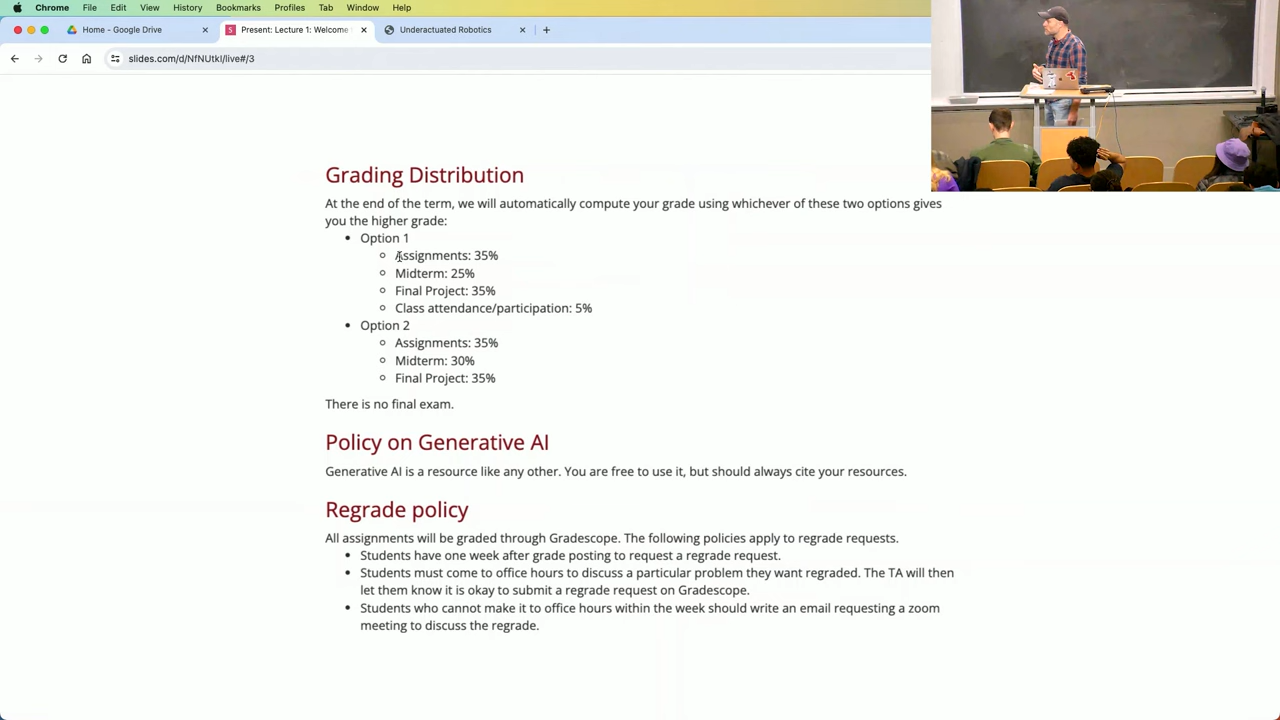 Chrome File Edit View History Bookmarks Profiles Tab Window Help
Home - Google Drive
Present: Lecture 1: Welcome
Underactuated Robotics
slides.com/d/NfNUtkI/live#/3
Grading Distribution
At the end of the term, we will automatically compute your grade using whichever of these two options gives
you the higher grade:
Option 1
Assignments: 35%
Midterm: 25%
Final Project: 35%
Class attendance/participation: 5%
Option 2
Assignments: 35%
Midterm: 30%
Final Project: 35%
There is no final exam.
Policy on Generative AI
Generative AI is a resource like any other. You are free to use it, but should always cite your resources.
Regrade policy
All assignments will be graded through Gradescope. The following policies apply to regrade requests.
Students have one week after grade posting to request a regrade request.
Students must come to office hours to discuss a particular problem they want regraded. The TA will then
let them know it is okay to submit a regrade request on Gradescope.
Students who cannot make it to office hours within the week should write an email requesting a zoom
meeting to discuss the regrade.